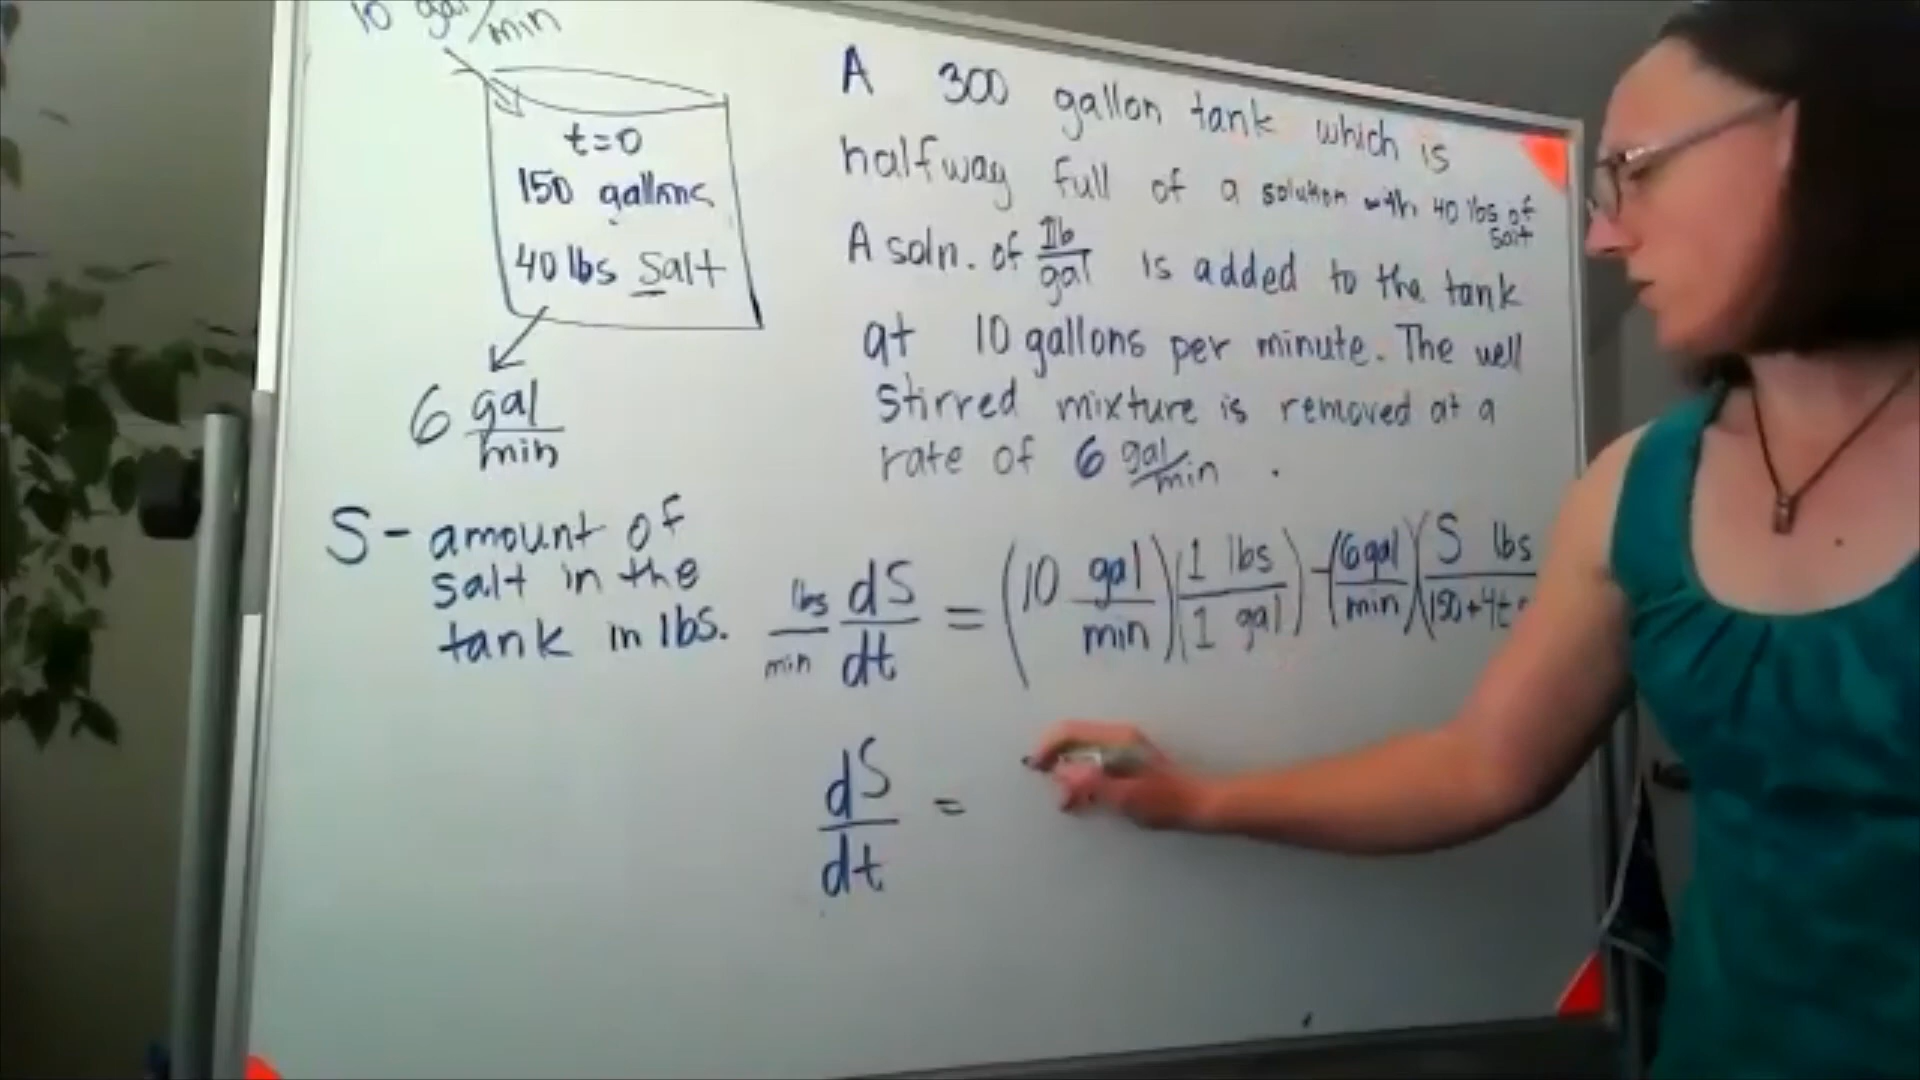 10 gal/min
t=0
150 gallons
40 lbs Salt
6 gal/min
S - amount of
salt in the
tank in lbs.
A 300 gallon tank which is
halfway full of a solution with 40 lbs of
salt
A soln. of 1lb/gal is added to the tank
at 10 gallons per minute. The well
stirred mixture is removed at a
rate of 6 gal/min.
lbs/min dS/dt = (10 gal/min)(1 lbs/1 gal) - (6 gal/min)(S lbs/150+4t
dS/dt =